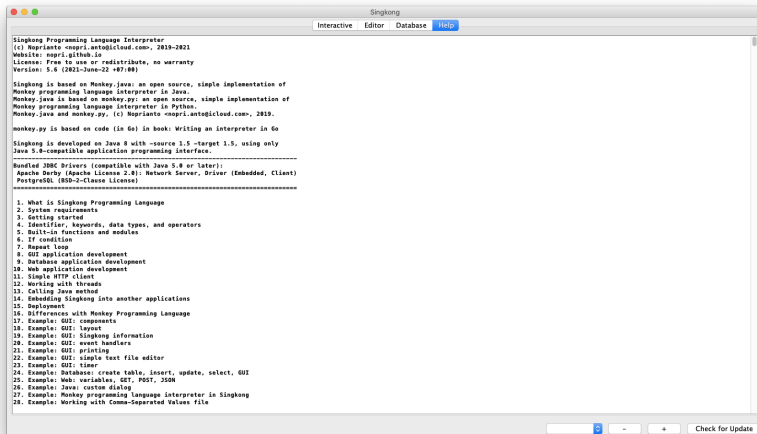 Singkong
Interactive Editor Database Help
Singkong Programming Language Interpreter
(c) Noprianto <nopri.anto@icloud.com>, 2019-2021
Website: nopri.github.io
License: Free to use or redistribute, no warranty
Version: 5.6 (2021-June-22 +07:00)
Singkong is based on Monkey.java: an open source, simple implementation of
Monkey programming language interpreter in Java.
Monkey.java is based on monkey.py: an open source, simple implementation of
Monkey programming language interpreter in Python.
Monkey.java and monkey.py, (c) Noprianto <nopri.anto@icloud.com>, 2019.
monkey.py is based on code (in Go) in book: Writing an interpreter in Go
Singkong is developed on Java 8 with -source 1.5 -target 1.5, using only
Java 5.0-compatible application programming interface.
===========================================================================
Bundled JDBC Drivers (compatible with Java 5.0 or later):
Apache Derby (Apache License 2.0): Network Server, Driver (Embedded, Client)
PostgreSQL (BSD-2-Clause License)
===========================================================================
1. What is Singkong Programming Language
2. System requirements
3. Getting started
4. Identifier, keywords, data types, and operators
5. Built-in functions and modules
6. If condition
7. Repeat loop
8. GUI application development
9. Database application development
10. Web application development
11. Simple HTTP client
12. Working with threads
13. Calling Java method
14. Embedding Singkong into another applications
15. Deployment
16. Differences with Monkey Programming Language
17. Example: GUI: components
18. Example: GUI: layout
19. Example: GUI: Singkong information
20. Example: GUI: event handlers
21. Example: GUI: printing
22. Example: GUI: simple text file editor
23. Example: GUI: timer
24. Example: Database: create table, insert, update, select, GUI
25. Example: Web: variables, GET, POST, JSON
26. Example: Java: custom dialog
27. Example: Monkey programming language interpreter in Singkong
28. Example: Working with Comma-Separated Values file
- + Check for Update